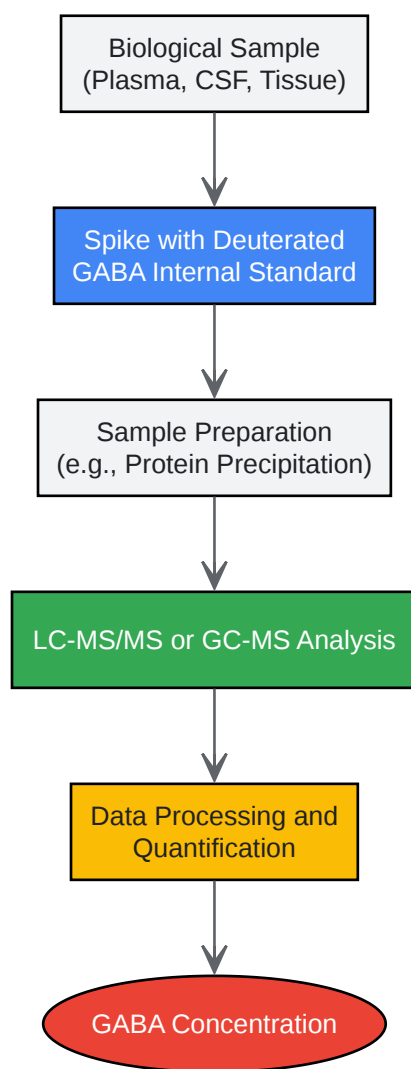 Biological Sample
(Plasma, CSF, Tissue)
Spike with Deuterated
GABA Internal Standard
Sample Preparation
(e.g., Protein Precipitation)
LC-MS/MS or GC-MS Analysis
Data Processing and
Quantification
GABA Concentration